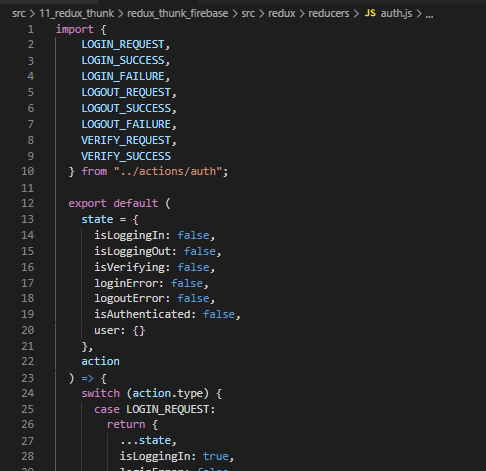 src > 11_redux_thunk > redux_thunk_firebase > src > redux > reducers > JS auth.js > ...
1 import {
2 LOGIN_REQUEST,
3 LOGIN_SUCCESS,
4 LOGIN_FAILURE,
5 LOGOUT_REQUEST,
6 LOGOUT_SUCCESS,
7 LOGOUT_FAILURE,
8 VERIFY_REQUEST,
9 VERIFY_SUCCESS
10 } from "../actions/auth";
11
12 export default (
13 state = {
14 isLoggingIn: false,
15 isLoggingOut: false,
16 isVerifying: false,
17 loginError: false,
18 logoutError: false,
19 isAuthenticated: false,
20 user: {}
21 },
22 action
23 ) => {
24 switch (action.type) {
25 case LOGIN_REQUEST:
26 return {
27 ...state,
28 isLoggingIn: true,
loginError: false